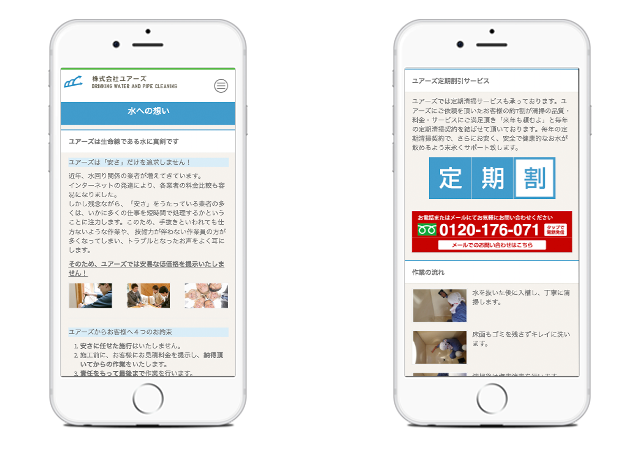 株式会社ユアーズ
DRINKING WATER AND PIPE CLEANING
水への想い
ユアーズは生命線である水に真剣です
ユアーズは「安さ」だけを追求しません！
近年、水回り関係の業者が増えてきています。
インターネットの発達により、各業者の料金比較も容
易になりました。
しかし残念ながら、「安さ」をうたっている業者の多
くは、いかに多くの仕事を短時間で処理するかという
ことに注力します。このため、手抜きといわれても仕
方ないような作業や、技術力が伴わない作業員の方が
多くなってしまい、トラブルとなったお声をよく耳に
します。
そのため、ユアーズでは安易な低価格を提示いたしま
せん！
ユアーズからお客様へ４つのお約束
1. 安さに任せた施行はいたしません。
2. 施工前に、お客様にお見積料金を提示し、納得頂
いてからの作業をいたします。
3. 責任をもって最後まで作業を行います。
ユアーズ定期割引サービス
ユアーズでは定期清掃サービスも承っております。ユ
アーズにご依頼を頂いたお客様の約7割が清掃の品質・
料金・サービスにご満足頂き「来年も頼むよ」と毎年
の定期清掃契約を結ばせて頂いております。毎年の定
期清掃契約で、さらにお安く、安全で健康的なお水が
飲めるよう末永くサポート致します。
定期割
お電話またはメールにてお気軽にお問い合わせください
0120-176-071 タップで
電話発信
メールでのお問い合わせはこちら
作業の流れ
水を抜いた後に入槽し、丁寧に清
掃します。
床面もゴミを残さずキレイに洗い
ます。